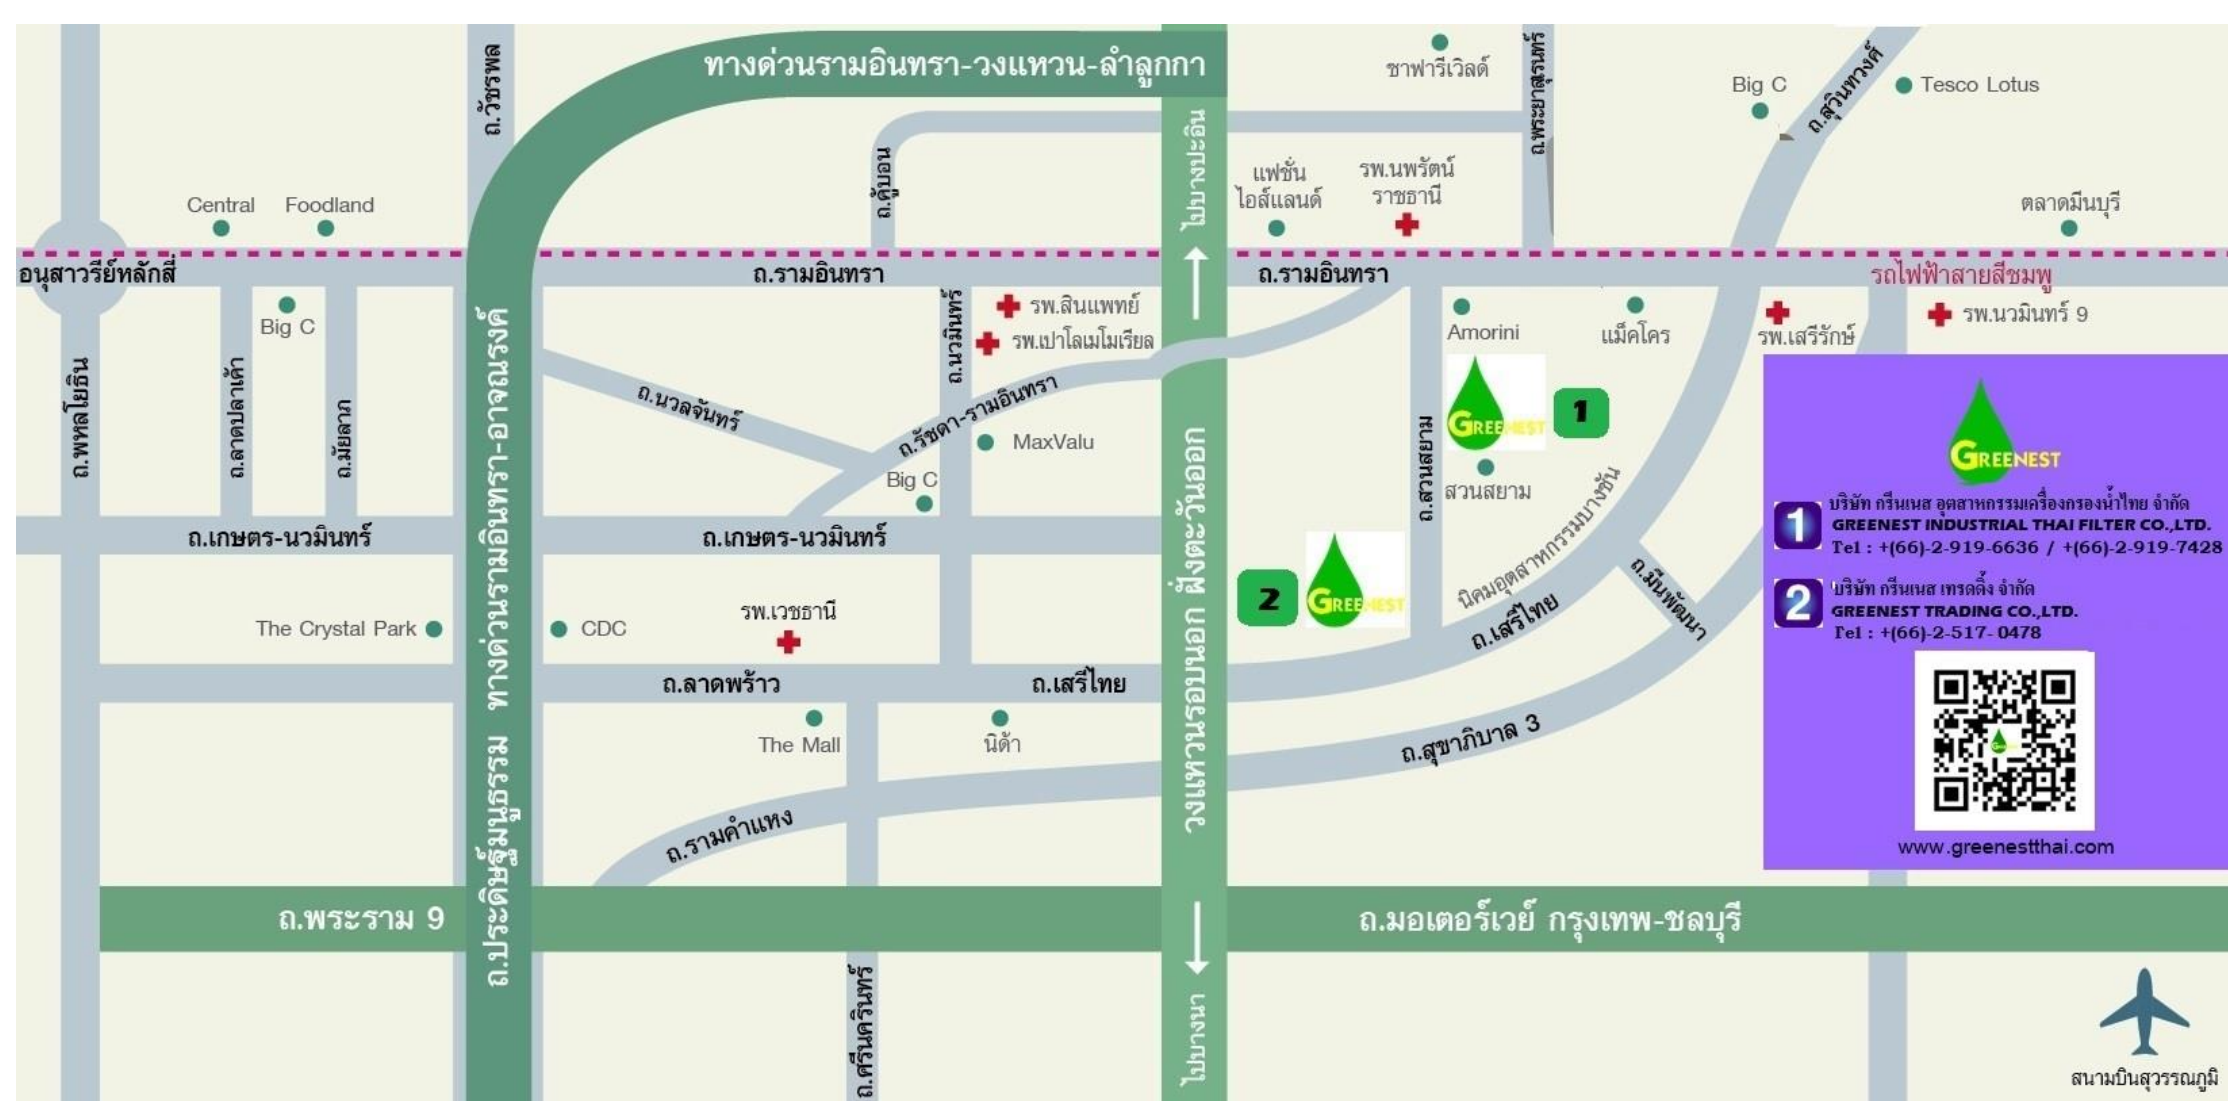 ทางด่วนรามอินทรา-วงแหวน-ลำลูกกา
ถ.วัชรพล
ซาฟารีเวิลด์
ถ.พระยาสุเรนทร์
Big C
ถ.สุวินทวงศ์
Tesco Lotus
ไปบางปะอิน
ถ.คู้บอน
แฟชั่น
ไอส์แลนด์
รพ.นพรัตน์
ราชธานี
Central
Foodland
ตลาดมีนบุรี
อนุสาวรีย์หลักสี่
ถ.รามอินทรา
ถ.รามอินทรา
รถไฟฟ้าสายสีชมพู
Big C
ถ.นวมินทร์
รพ.สินแพทย์
รพ.เปาโลเมโมเรียล
Amorini
แม็คโคร
รพ.เสรีรักษ์
รพ.นวมินทร์ 9
ถ.พหลโยธิน
ถ.ลาดปลาเค้า
ถ.มัยลาภ
ทางด่วนรามอินทรา-อาจณรงค์
ถ.นวลจันทร์
ถ.รัชดา-รามอินทรา
MaxValu
Big C
วงแหวนรอบนอก ฝั่งตะวันออก
ถ.สวนสยาม
GREENEST
1
สวนสยาม
นิคมอุตสาหกรรมบางชัน
ถ.เกษตร-นวมินทร์
ถ.เกษตร-นวมินทร์
2
GREENEST
ถ.มีนพัฒนา
ถ.เสรีไทย
The Crystal Park
CDC
รพ.เวชธานี
ถ.ลาดพร้าว
ถ.เสรีไทย
The Mall
นิด้า
ถ.สุขาภิบาล 3
ถ.รามคำแหง
ถ.ประดิษฐ์มนูธรรม
ถ.พระราม 9
ถ.มอเตอร์เวย์ กรุงเทพ-ชลบุรี
ถ.ศรีนครินทร์
ไปบางนา
สนามบินสุวรรณภูมิ
GREENEST
1
บริษัท กรีนเนส อุตสาหกรรมเครื่องกรองน้ำไทย จำกัด
GREENEST INDUSTRIAL THAI FILTER CO.,LTD.
Tel : +(66)-2-919-6636 / +(66)-2-919-7428
2
บริษัท กรีนเนส เทรดดิ้ง จำกัด
GREENEST TRADING CO.,LTD.
Tel : +(66)-2-517- 0478
www.greenestthai.com